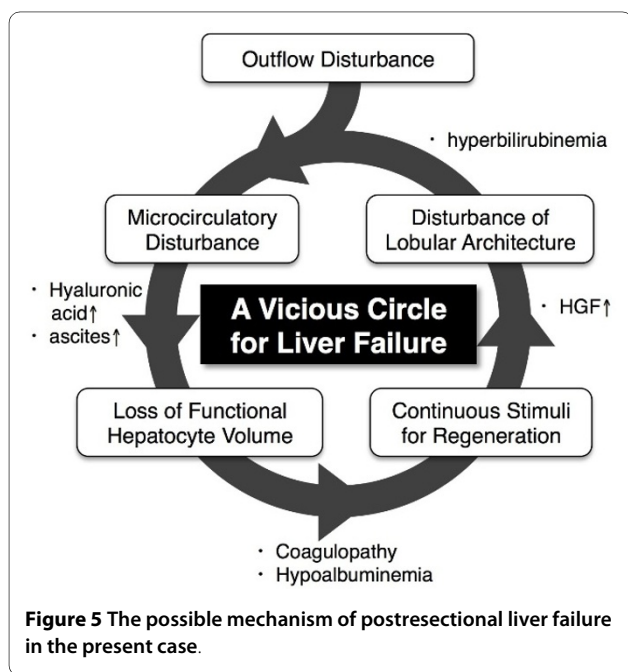 Outflow Disturbance
・ hyperbilirubinemia
Microcirculatory
Disturbance
Disturbance of
Lobular Architecture
・ Hyaluronic
acid↑
・ ascites↑
A Vicious Circle
for Liver Failure
・ HGF↑
Loss of Functional
Hepatocyte Volume
Continuous Stimuli
for Regeneration
・ Coagulopathy
・ Hypoalbuminemia
Figure 5 The possible mechanism of postresectional liver failure
in the present case.